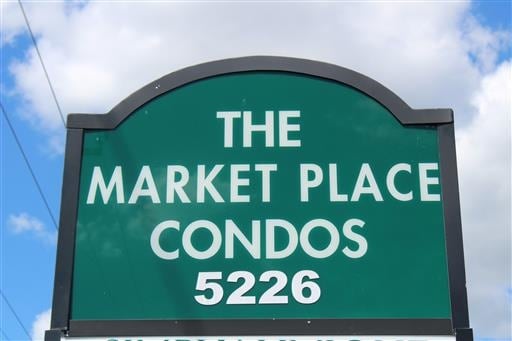 THE
MARKET PLACE
CONDOS
5226